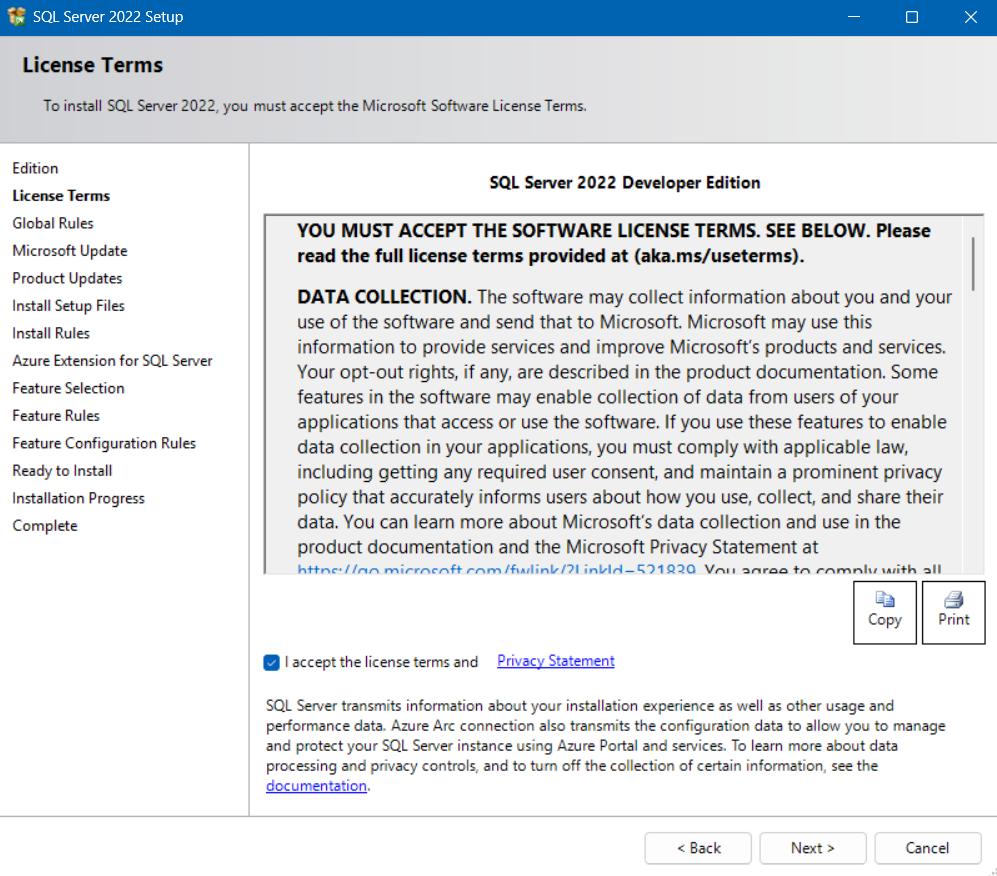 SQL Server 2022 Setup
License Terms
To install SQL Server 2022, you must accept the Microsoft Software License Terms.
Edition
License Terms
Global Rules
Microsoft Update
Product Updates
Install Setup Files
Install Rules
Azure Extension for SQL Server
Feature Selection
Feature Rules
Feature Configuration Rules
Ready to Install
Installation Progress
Complete
SQL Server 2022 Developer Edition
YOU MUST ACCEPT THE SOFTWARE LICENSE TERMS. SEE BELOW. Please
read the full license terms provided at (aka.ms/useterms).
DATA COLLECTION. The software may collect information about you and your
use of the software and send that to Microsoft. Microsoft may use this
information to provide services and improve Microsoft's products and services.
Your opt-out rights, if any, are described in the product documentation. Some
features in the software may enable collection of data from users of your
applications that access or use the software. If you use these features to enable
data collection in your applications, you must comply with applicable law,
including getting any required user consent, and maintain a prominent privacy
policy that accurately informs users about how you use, collect, and share their
data. You can learn more about Microsoft's data collection and use in the
product documentation and the Microsoft Privacy Statement at
https://go.microsoft.com/fwlink/?LinkId=521839. You agree to comply with all
Copy
Print
I accept the license terms and Privacy Statement
SQL Server transmits information about your installation experience as well as other usage and
performance data. Azure Arc connection also transmits the configuration data to allow you to manage
and protect your SQL Server instance using Azure Portal and services. To learn more about data
processing and privacy controls, and to turn off the collection of certain information, see the
documentation.
< Back
Next >
Cancel